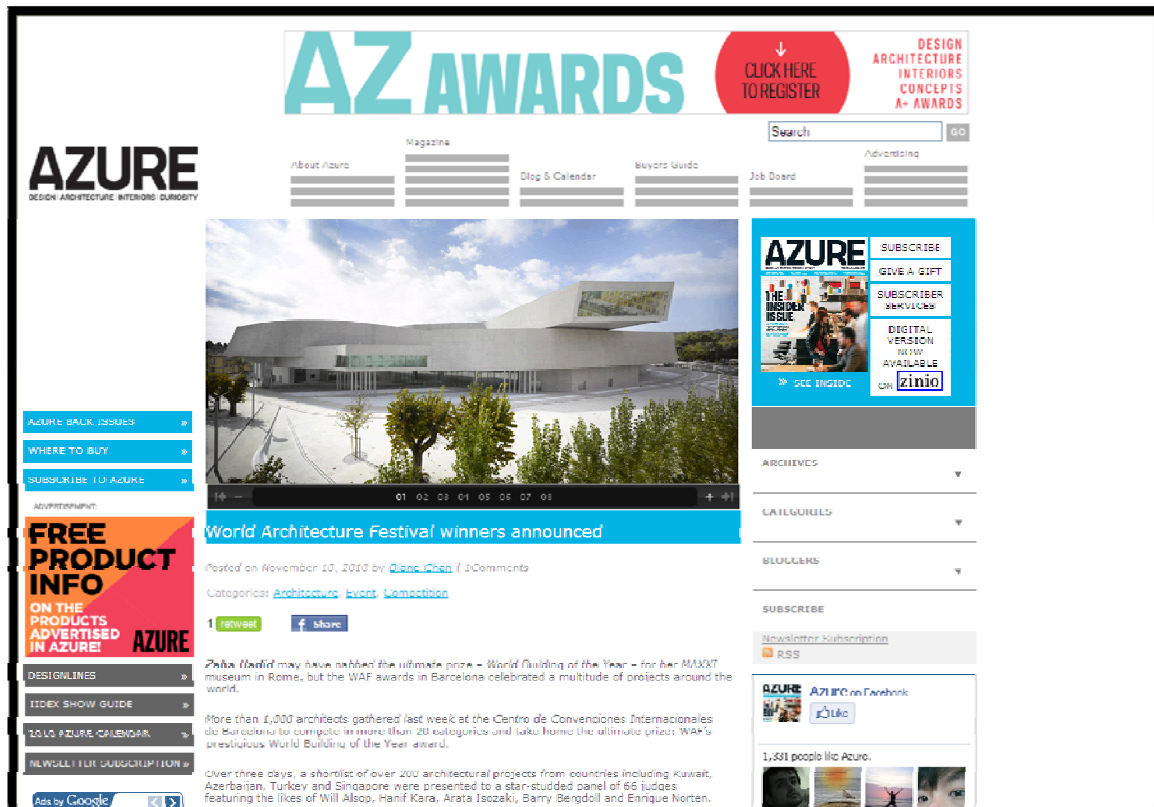 AZ AWARDS
CLICK HERE
TO REGISTER
DESIGN
ARCHITECTURE
INTERIORS
CONCEPTS
A+ AWARDS
Search
GO
AZURE
DESIGN ARCHITECTURE INTERIORS CURIOSITY
About Azure
Magazine
Blog & Calendar
Buyers Guide
Job Board
Advertising
AZURE
THE
INSIDER
ISSUE
» SEE INSIDE
SUBSCRIBE
GIVE A GIFT
SUBSCRIBER
SERVICES
DIGITAL
VERSION
NOW
AVAILABLE
ON zinio
AZURE BACK ISSUES »
WHERE TO BUY »
SUBSCRIBE TO AZURE »
ADVERTISEMENT:
FREE
PRODUCT
INFO
ON THE
PRODUCTS
ADVERTISED
IN AZURE!
AZURE
DESIGNLINES »
IIDEX SHOW GUIDE »
2010 AZURE CALENDAR »
NEWSLETTER SUBSCRIPTION »
Ads by Google
01 02 03 04 05 06 07 08
World Architecture Festival winners announced
Posted on November 10, 2010 by Diane Chan | 1Comments
Categories: Architecture, Event, Competition
1 retweet
Share
Zaha Hadid may have nabbed the ultimate prize – World Building of the Year – for her MAXXI
museum in Rome, but the WAF awards in Barcelona celebrated a multitude of projects around the
world.
More than 1,000 architects gathered last week at the Centro de Convenciones Internacionales
de Barcelona to compete in more than 20 categories and take home the ultimate prize: WAF's
prestigious World Building of the Year award.
Over three days, a shortlist of over 200 architectural projects from countries including Kuwait,
Azerbaijan, Turkey and Singapore were presented to a star-studded panel of 66 judges
featuring the likes of Will Alsop, Hanif Kara, Arata Isozaki, Barry Bergdoll and Enrique Norten.
ARCHIVES
CATEGORIES
BLOGGERS
SUBSCRIBE
Newsletter Subscription
RSS
AZURE
Azure on Facebook
Like
1,331 people like Azure.